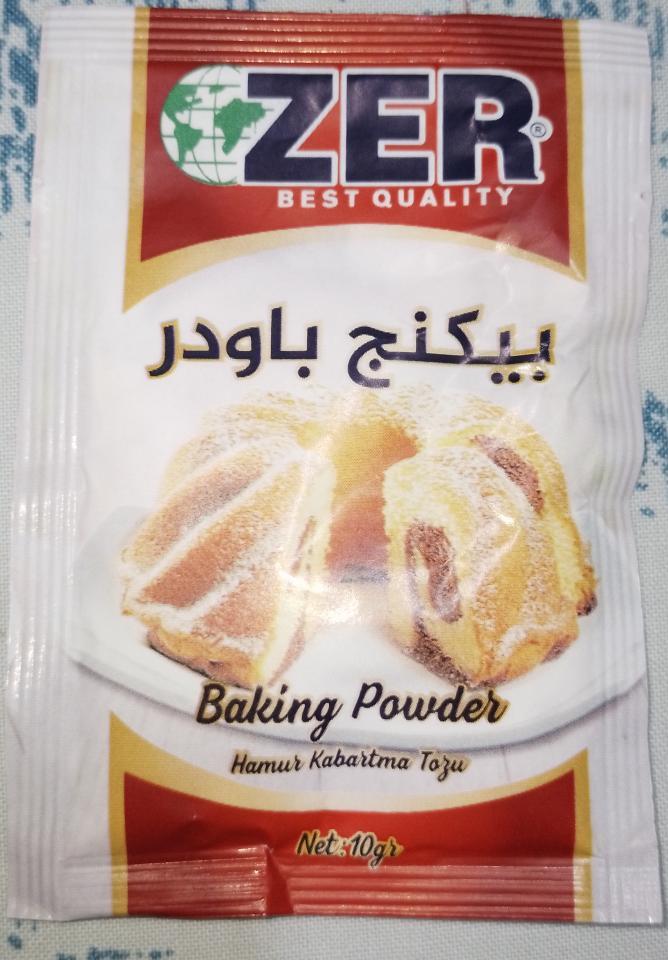 ZER®
BEST QUALITY
بيكنج باودر
Baking Powder
Hamur Kabartma Tozu
Net:10gr